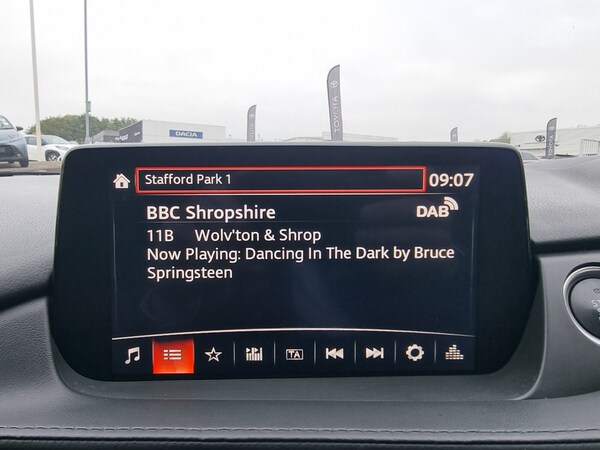 DACIA
TOYOTA
Stafford Park 1
09:07
BBC Shropshire
DAB
11B Wolv'ton & Shrop
Now Playing: Dancing In The Dark by Bruce
Springsteen
TA